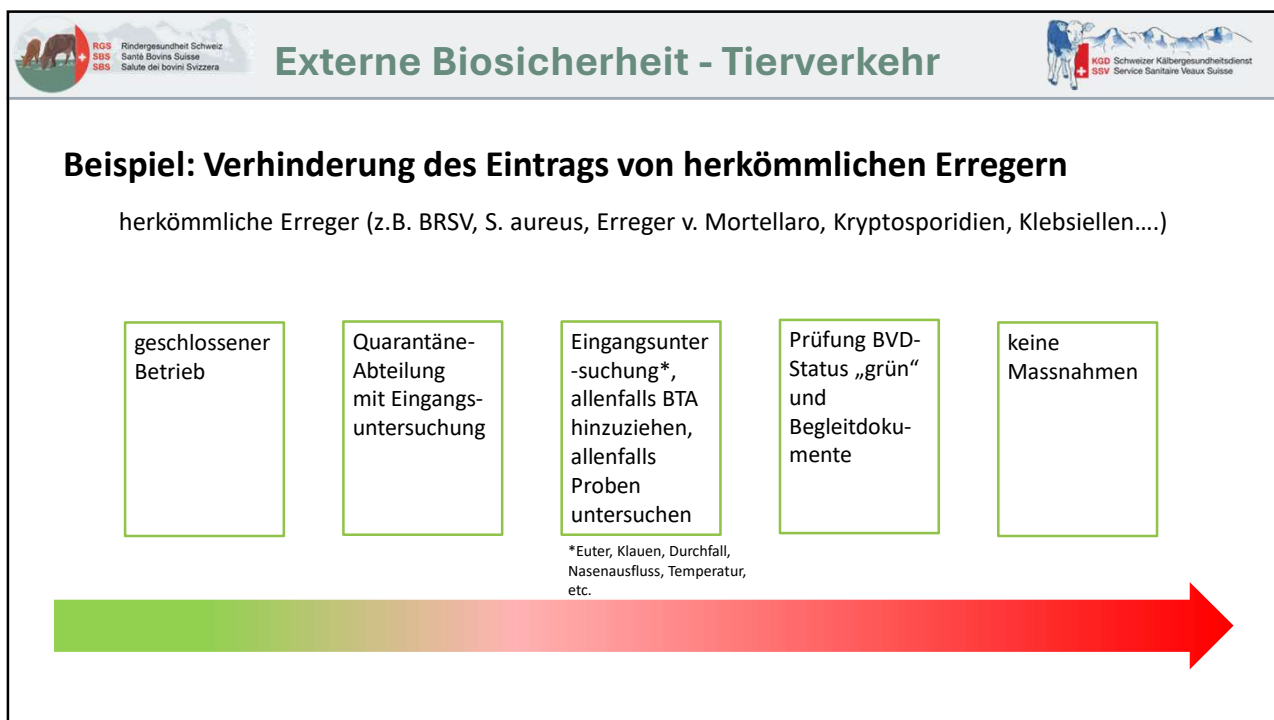 RGS Rindergesundheit Schweiz
SBS Santé Bovins Suisse
SBS Salute dei bovini Svizzera
Externe Biosicherheit - Tierverkehr
KGD Schweizer Kälbergesundheitsdienst
SSV Service Sanitaire Veaux Suisse
Beispiel: Verhinderung des Eintrags von herkömmlichen Erregern
herkömmliche Erreger (z.B. BRSV, S. aureus, Erreger v. Mortellaro, Kryptosporidien, Klebsiellen….)
geschlossener
Betrieb
Quarantäne-
Abteilung
mit Eingangs-
untersuchung
Eingangsunter
-suchung*,
allenfalls BTA
hinzuziehen,
allenfalls
Proben
untersuchen
*Euter, Klauen, Durchfall,
Nasenausfluss, Temperatur,
etc.
Prüfung BVD-
Status „grün“
und
Begleitdoku-
mente
keine
Massnahmen